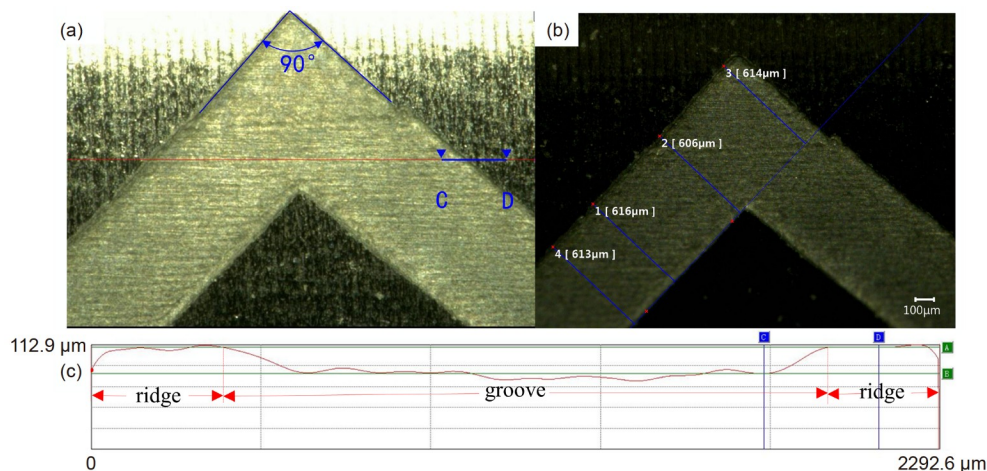 (a)
90°
C D
(b)
3 [ 614μm ]
2 [ 606μm ]
1 [ 616μm ]
4 [ 613μm ]
100μm
112.9 μm
(c)
C D
A
B
ridge groove ridge
0 2292.6 μm